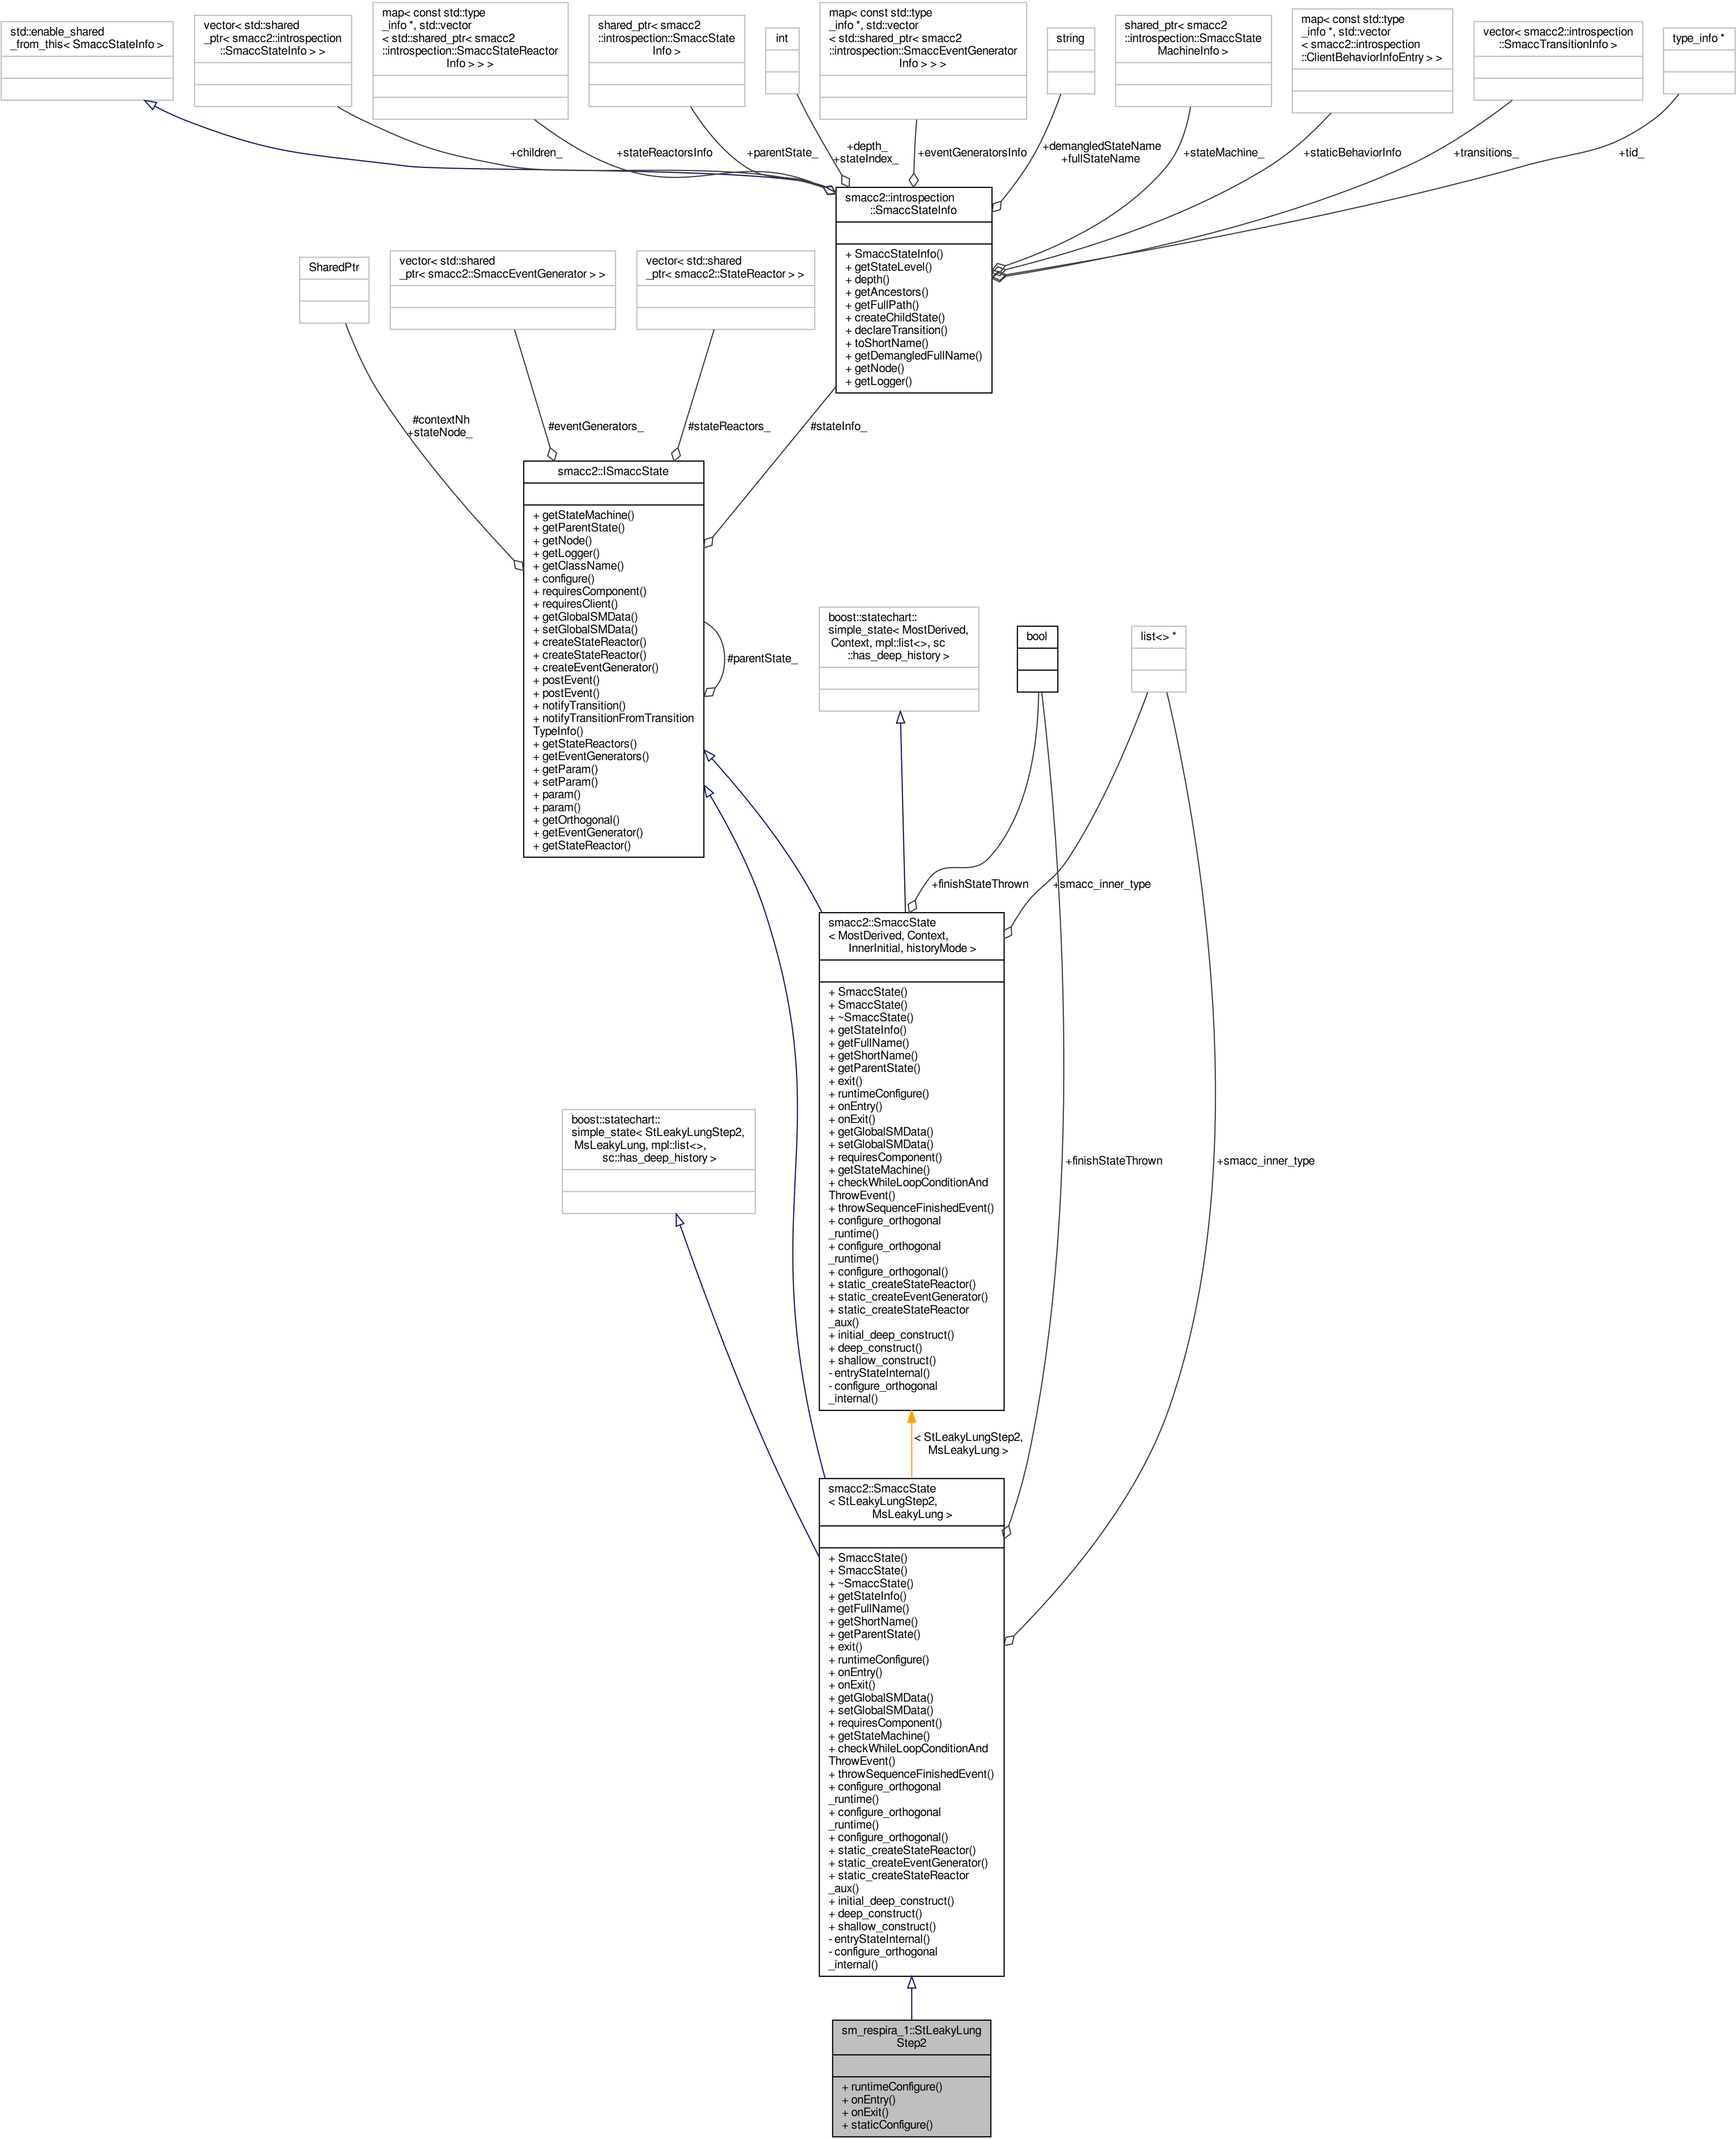 std::enable_shared
_from_this< SmaccStateInfo >
vector< std::shared
_ptr< smacc2::introspection
::SmaccStateInfo > >
map< const std::type
_info *, std::vector
< std::shared_ptr< smacc2
::introspection::SmaccStateReactor
Info > > >
shared_ptr< smacc2
::introspection::SmaccState
Info >
int
map< const std::type
_info *, std::vector
< std::shared_ptr< smacc2
::introspection::SmaccEventGenerator
Info > > >
string
shared_ptr< smacc2
::introspection::SmaccState
MachineInfo >
map< const std::type
_info *, std::vector
< smacc2::introspection
::ClientBehaviorInfoEntry > >
vector< smacc2::introspection
::SmaccTransitionInfo >
type_info *
+children_
+stateReactorsInfo
+parentState_
+depth_
+stateIndex_
+eventGeneratorsInfo
+demangledStateName
+fullStateName
+stateMachine_
+staticBehaviorInfo
+transitions_
+tid_
smacc2::introspection
::SmaccStateInfo
+ SmaccStateInfo()
+ getStateLevel()
+ depth()
+ getAncestors()
+ getFullPath()
+ createChildState()
+ declareTransition()
+ toShortName()
+ getDemangledFullName()
+ getNode()
+ getLogger()
SharedPtr
vector< std::shared
_ptr< smacc2::SmaccEventGenerator > >
vector< std::shared
_ptr< smacc2::StateReactor > >
#contextNh
+stateNode_
#eventGenerators_
#stateReactors_
#stateInfo_
smacc2::ISmaccState
+ getStateMachine()
+ getParentState()
+ getNode()
+ getLogger()
+ getClassName()
+ configure()
+ requiresComponent()
+ requiresClient()
+ getGlobalSMData()
+ setGlobalSMData()
+ createStateReactor()
+ createStateReactor()
+ createEventGenerator()
+ postEvent()
+ postEvent()
+ notifyTransition()
+ notifyTransitionFromTransition
TypeInfo()
+ getStateReactors()
+ getEventGenerators()
+ getParam()
+ setParam()
+ param()
+ param()
+ getOrthogonal()
+ getEventGenerator()
+ getStateReactor()
#parentState_
boost::statechart::
simple_state< MostDerived,
Context, mpl::list<>, sc
::has_deep_history >
bool
list<> *
+finishStateThrown
+smacc_inner_type
smacc2::SmaccState
< MostDerived, Context,
InnerInitial, historyMode >
+ SmaccState()
+ SmaccState()
+ ~SmaccState()
+ getStateInfo()
+ getFullName()
+ getShortName()
+ getParentState()
+ exit()
+ runtimeConfigure()
+ onEntry()
+ onExit()
+ getGlobalSMData()
+ setGlobalSMData()
+ requiresComponent()
+ getStateMachine()
+ checkWhileLoopConditionAnd
ThrowEvent()
+ throwSequenceFinishedEvent()
+ configure_orthogonal
_runtime()
+ configure_orthogonal
_runtime()
+ configure_orthogonal()
+ static_createStateReactor()
+ static_createEventGenerator()
+ static_createStateReactor
_aux()
+ initial_deep_construct()
+ deep_construct()
+ shallow_construct()
- entryStateInternal()
- configure_orthogonal
_internal()
boost::statechart::
simple_state< StLeakyLungStep2,
MsLeakyLung, mpl::list<>,
sc::has_deep_history >
+finishStateThrown
+smacc_inner_type
< StLeakyLungStep2,
MsLeakyLung >
smacc2::SmaccState
< StLeakyLungStep2,
MsLeakyLung >
+ SmaccState()
+ SmaccState()
+ ~SmaccState()
+ getStateInfo()
+ getFullName()
+ getShortName()
+ getParentState()
+ exit()
+ runtimeConfigure()
+ onEntry()
+ onExit()
+ getGlobalSMData()
+ setGlobalSMData()
+ requiresComponent()
+ getStateMachine()
+ checkWhileLoopConditionAnd
ThrowEvent()
+ throwSequenceFinishedEvent()
+ configure_orthogonal
_runtime()
+ configure_orthogonal
_runtime()
+ configure_orthogonal()
+ static_createStateReactor()
+ static_createEventGenerator()
+ static_createStateReactor
_aux()
+ initial_deep_construct()
+ deep_construct()
+ shallow_construct()
- entryStateInternal()
- configure_orthogonal
_internal()
sm_respira_1::StLeakyLung
Step2
+ runtimeConfigure()
+ onEntry()
+ onExit()
+ staticConfigure()